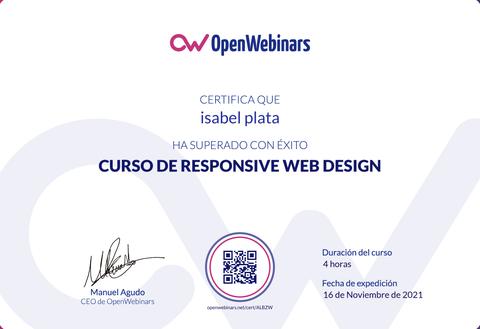 OpenWebinars
CERTIFICA QUE
isabel plata
HA SUPERADO CON ÉXITO
CURSO DE RESPONSIVE WEB DESIGN
Manuel Agudo
CEO de OpenWebinars
openwebinars.net/cert/ALBZW
Duración del curso
4 horas
Fecha de expedición
16 de Noviembre de 2021